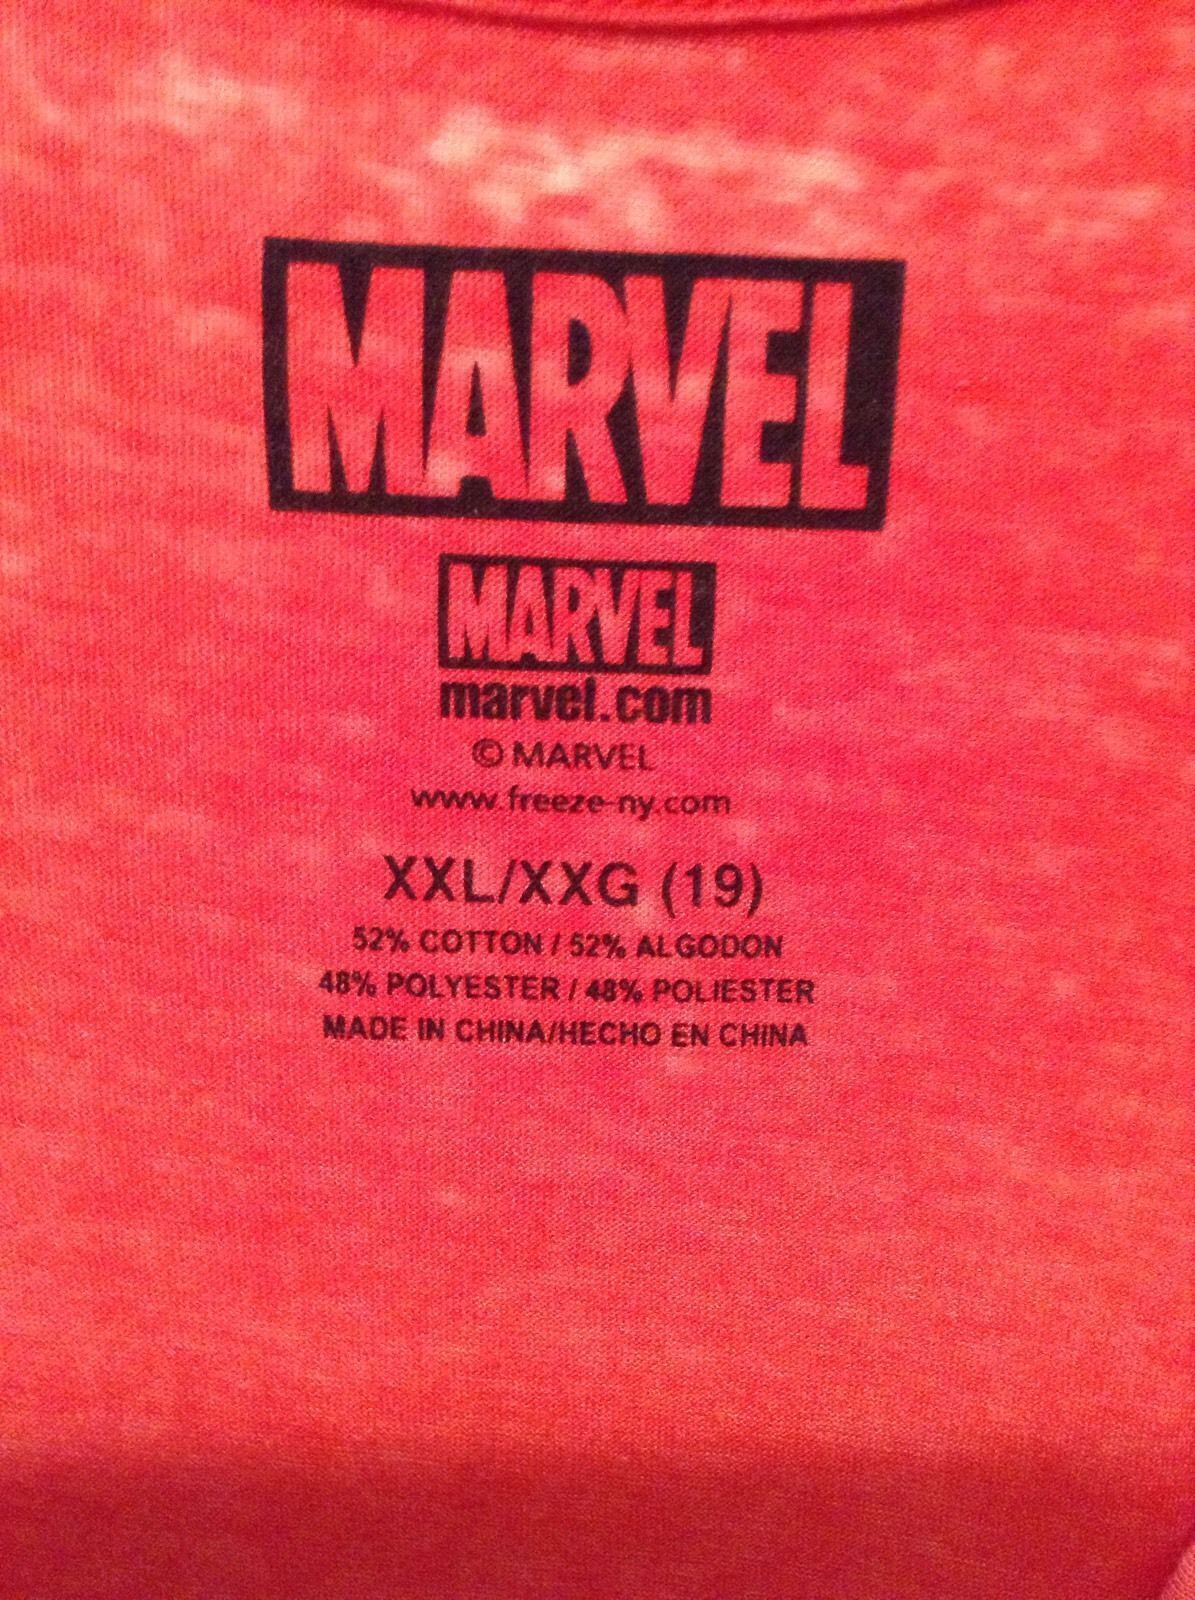 MARVEL
MARVEL
marvel.com
© MARVEL
www.freeze-ny.com
XXL/XXG (19)
52% COTTON / 52% ALGODON
48% POLYESTER / 48% POLIESTER
MADE IN CHINA/HECHO EN CHINA